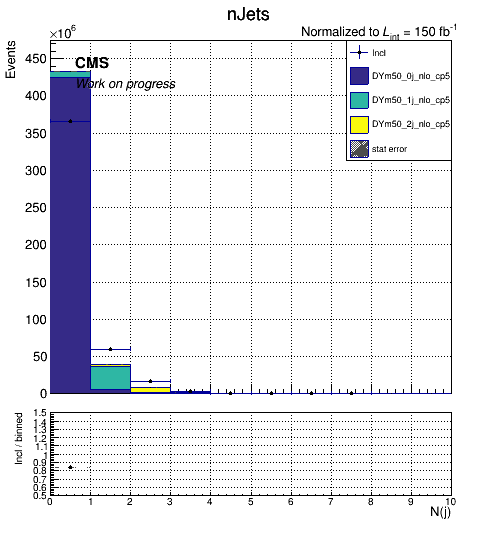 nJets
×10⁶
Normalized to L_int = 150 fb⁻¹
Events
CMS
Work on progress
Incl
DYm50_0j_nlo_cp5
DYm50_1j_nlo_cp5
DYm50_2j_nlo_cp5
stat error
450
400
350
300
250
200
150
100
50
0
Incl / binned
1.5
1.4
1.3
1.2
1.1
1
0.9
0.8
0.7
0.6
0.5
0 1 2 3 4 5 6 7 8 9 10
N(j)